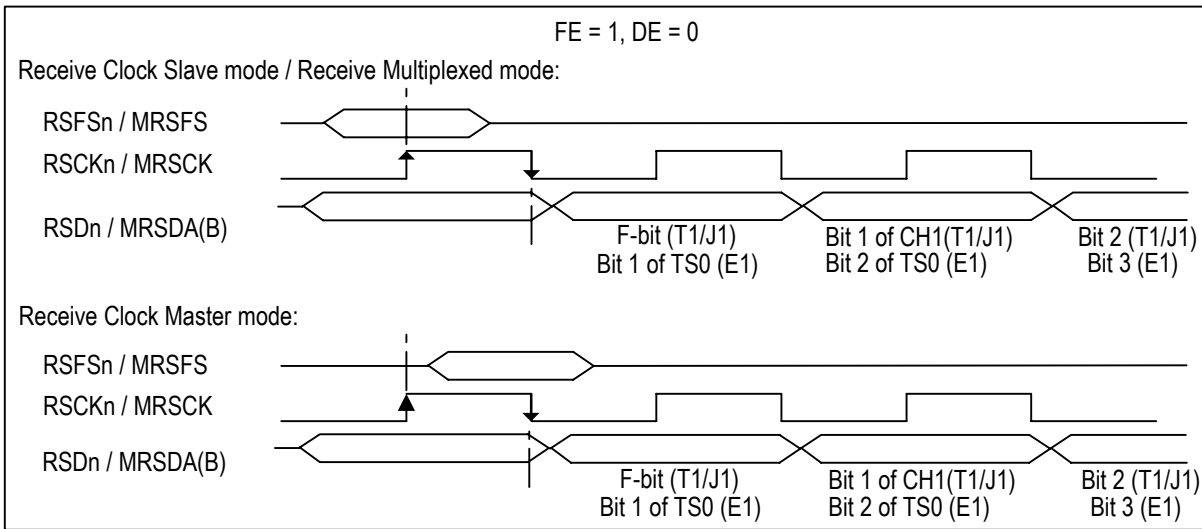 FE = 1, DE = 0
Receive Clock Slave mode / Receive Multiplexed mode:
RSFSn / MRSFS
RSCKn / MRSCK
RSDn / MRSDA(B)
F-bit (T1/J1)
Bit 1 of TS0 (E1)
Bit 1 of CH1(T1/J1)
Bit 2 of TS0 (E1)
Bit 2 (T1/J1)
Bit 3 (E1)
Receive Clock Master mode:
RSFSn / MRSFS
RSCKn / MRSCK
RSDn / MRSDA(B)
F-bit (T1/J1)
Bit 1 of TS0 (E1)
Bit 1 of CH1(T1/J1)
Bit 2 of TS0 (E1)
Bit 2 (T1/J1)
Bit 3 (E1)